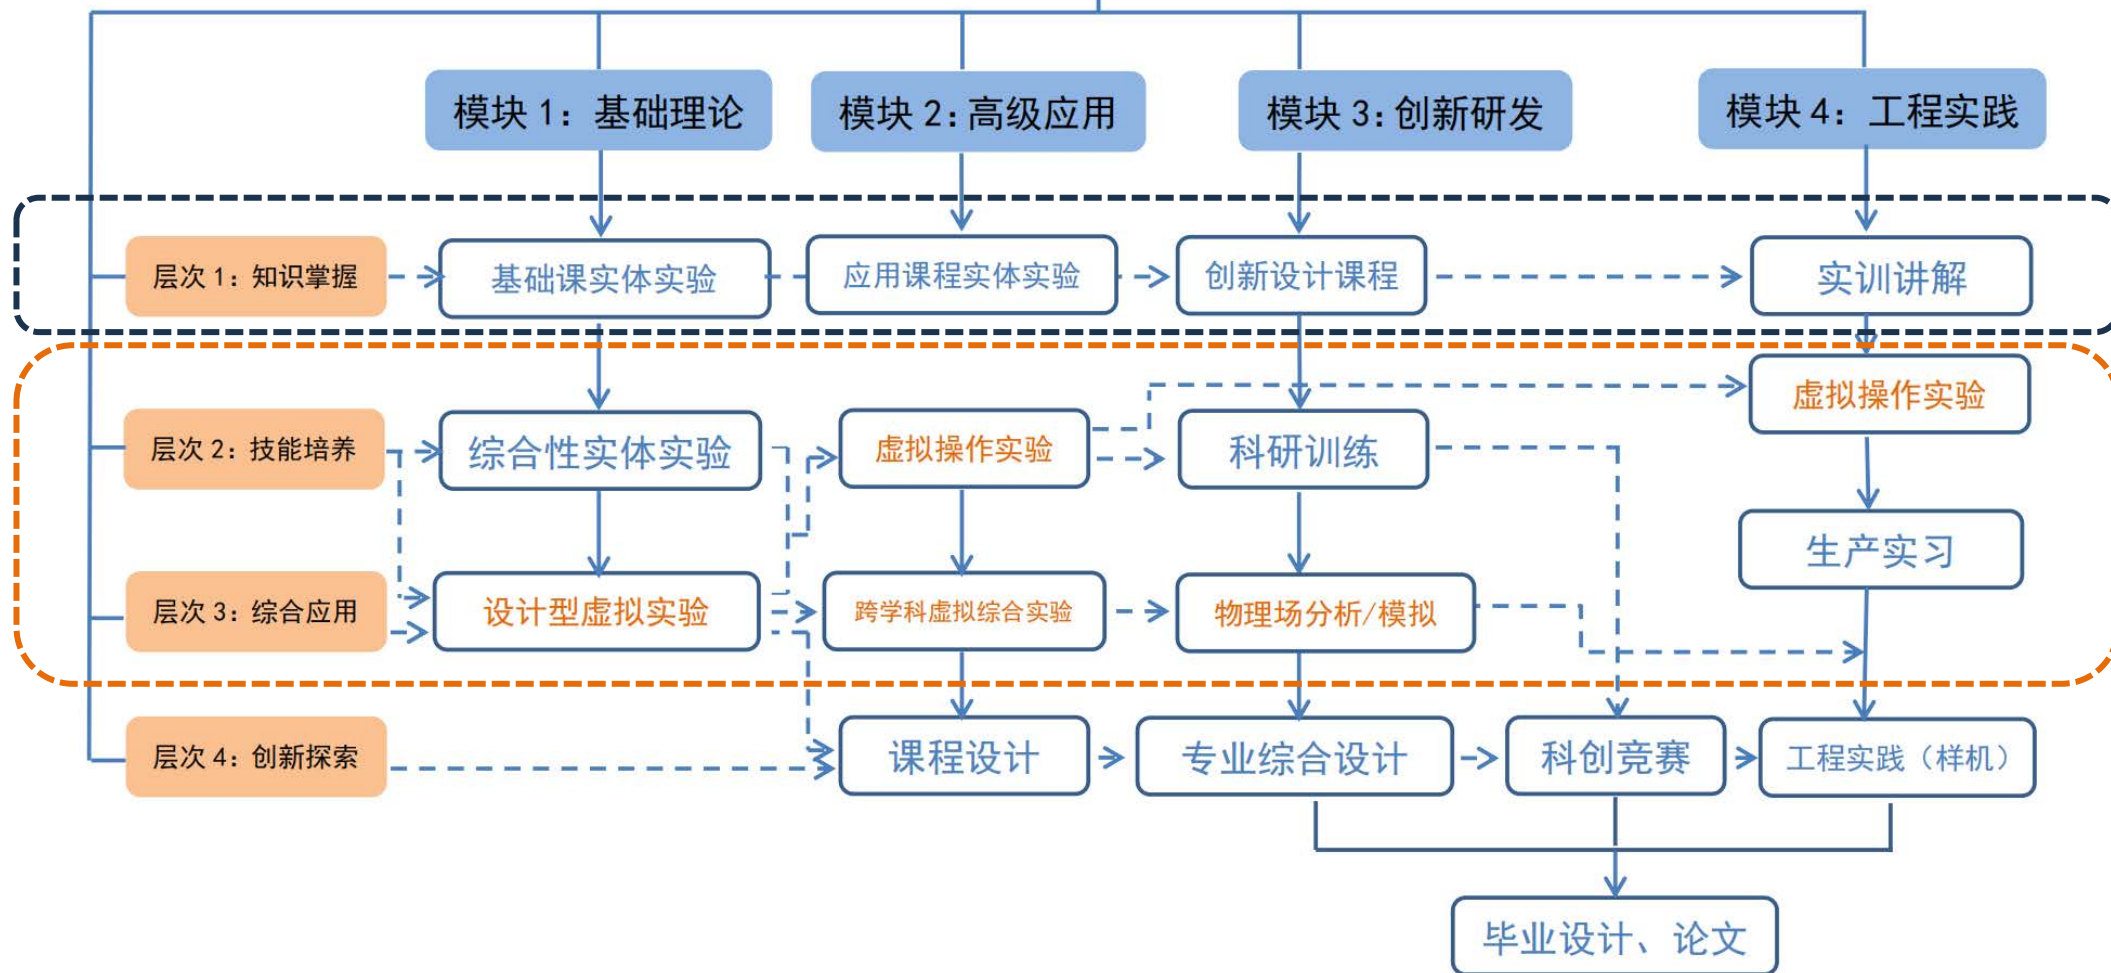 模块 1：基础理论
模块 2：高级应用
模块 3：创新研发
模块 4：工程实践
层次 1：知识掌握
基础课实体实验
应用课程实体实验
创新设计课程
实训讲解
虚拟操作实验
层次 2：技能培养
综合性实体实验
虚拟操作实验
科研训练
生产实习
层次 3：综合应用
设计型虚拟实验
跨学科虚拟综合实验
物理场分析/模拟
层次 4：创新探索
课程设计
专业综合设计
科创竞赛
工程实践（样机）
毕业设计、论文